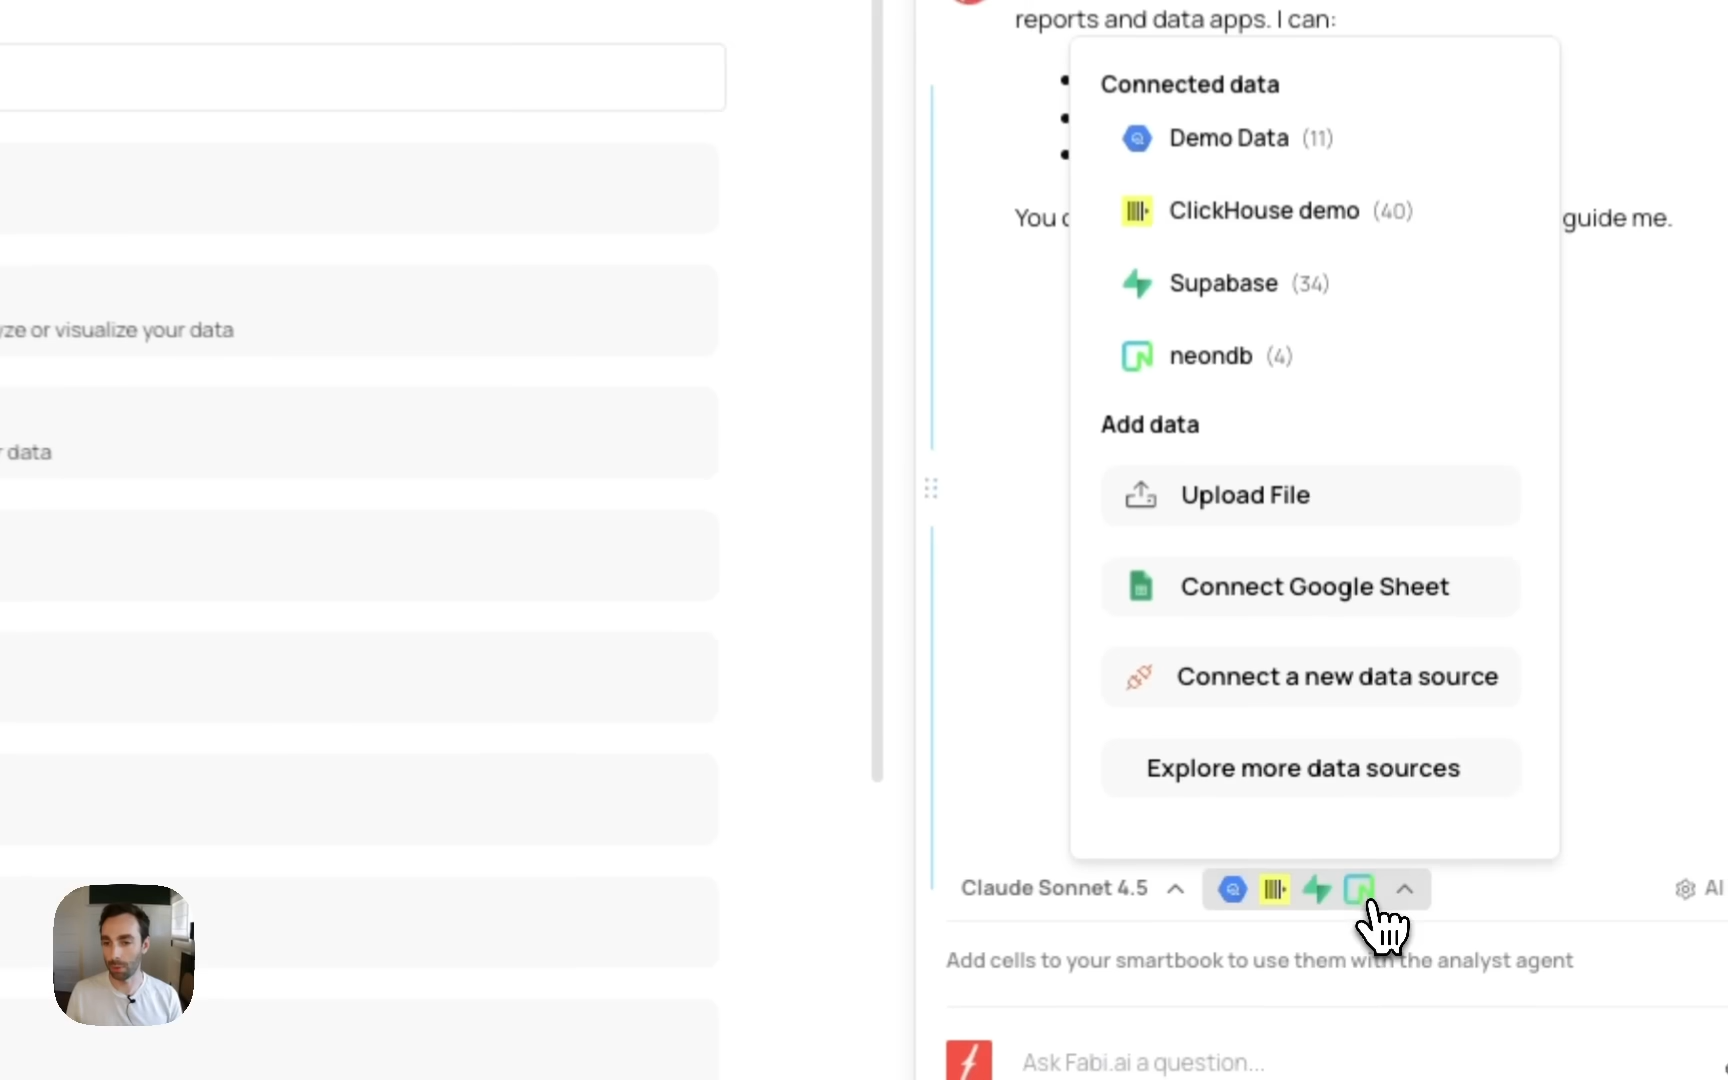 reports and data apps. I can:
Connected data
Demo Data (11)
ClickHouse demo (40)
You
guide me.
Supabase (34)
yze or visualize your data
neondb (4)
Add data
data
Upload File
Connect Google Sheet
Connect a new data source
Explore more data sources
Claude Sonnet 4.5
AI
Add cells to your smartbook to use them with the analyst agent
Ask Fabi.ai a question...